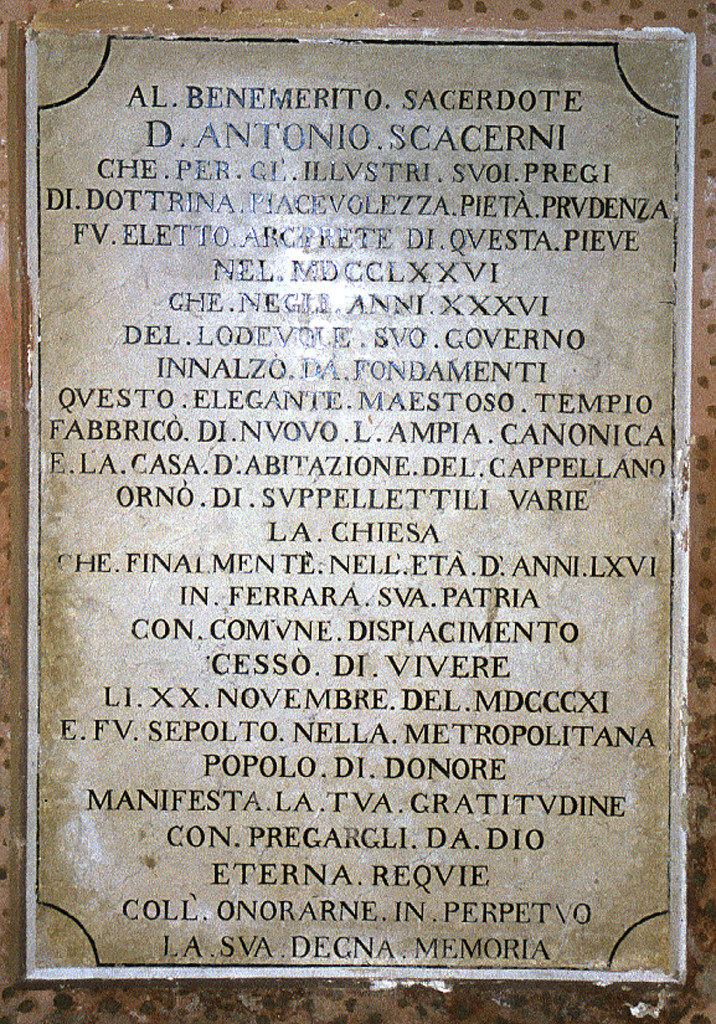 AL. BENEMERITO. SACERDOTE
D. ANTONIO. SCACERNI
CHE. PER. GL'. ILLVSTRI. SVOI. PREGI
DI. DOTTRINA. PIACEVOLEZZA. PIETÀ. PRVDENZA
FV. ELETTO. ARCIPRETE DI. QVESTA. PIEVE
NEL. MDCCLXXVI
CHE. NEGLI. ANNI. XXXVI
DEL. LODEVOLE. SVO. GOVERNO
INNALZÒ. DA. FONDAMENTI
QVESTO. ELEGANTE. MAESTOSO. TEMPIO
FABBRICÒ. DI. NVOVO. L. AMPIA. CANONICA
E. LA. CASA. D'. ABITAZIONE. DEL. CAPPELLANO
ORNÒ. DI. SVPPELLETTILI VARIE
LA. CHIESA
CHE. FINALMENTÈ. NELL'. ETÀ. D'. ANNI. LXVI
IN. FERRARA. SVA. PATRIA
CON. COMVNE. DISPIACIMENTO
CESSÒ. DI. VIVERE
LI. XX. NOVEMBRE. DEL. MDCCCXI
E. FV. SEPOLTO. NELLA. METROPOLITANA
POPOLO. DI. DONORE
MANIFESTA. LA. TVA. GRATITVDINE
CON. PREGARGLI. DA. DIO
ETERNA. REQVIE
COLL'. ONORARNE. IN. PERPETVO
LA. SVA. DEGNA. MEMORIA